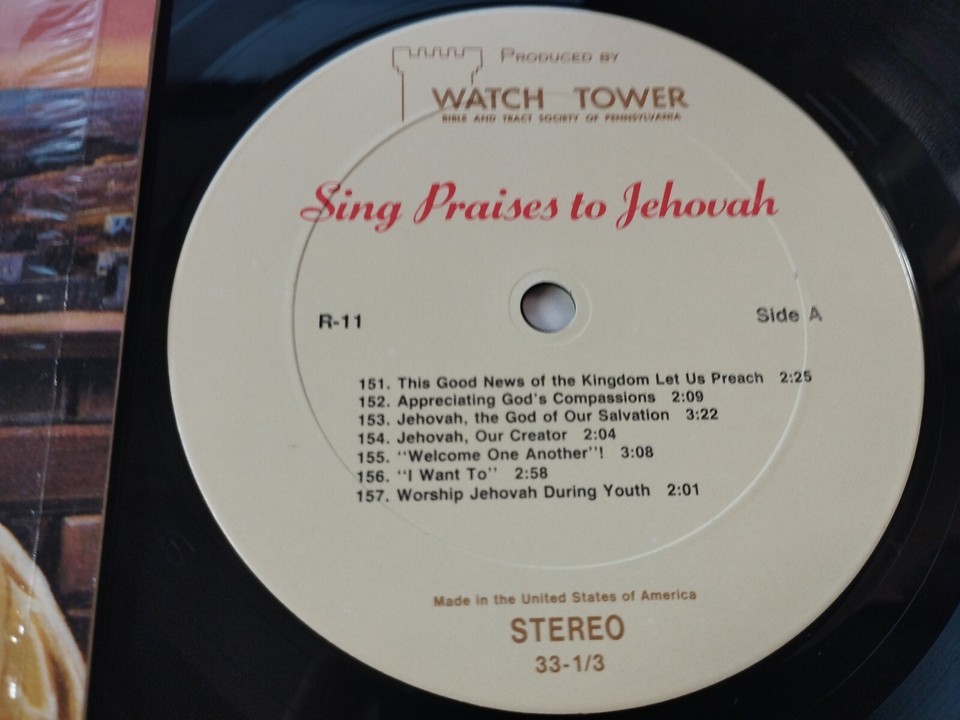 PRODUCED BY
WATCH TOWER
BIBLE AND TRACT SOCIETY OF PENNSYLVANIA
Sing Praises to Jehovah
R-11 Side A
151. This Good News of the Kingdom Let Us Preach 2:25
152. Appreciating God's Compassions 2:09
153. Jehovah, the God of Our Salvation 3:22
154. Jehovah, Our Creator 2:04
155. "Welcome One Another"! 3:08
156. "I Want To" 2:58
157. Worship Jehovah During Youth 2:01
Made in the United States of America
STEREO
33-1/3